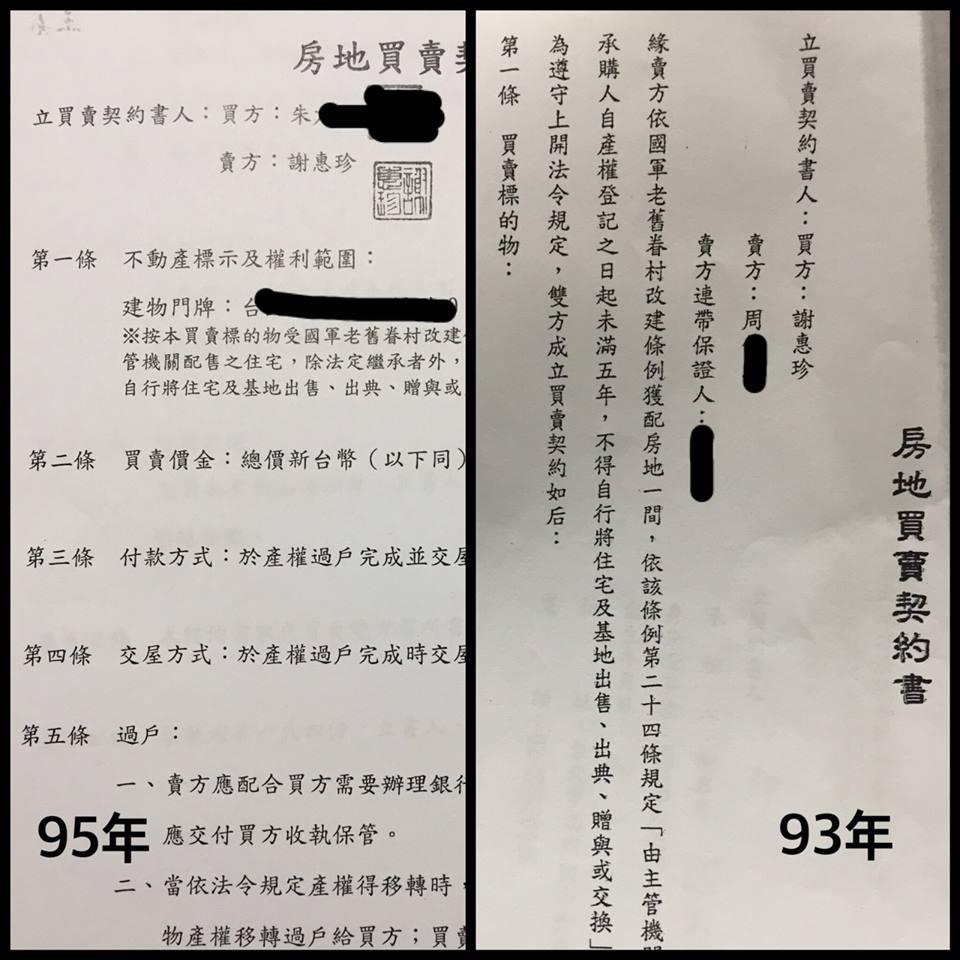 房地買賣
立買賣契約書人：買方：朱
賣方：謝惠珍
謝惠珍
第一條 不動產標示及權利範圍：
建物門牌：台
※按本買賣標的物受國軍老舊眷村改建
管機關配售之住宅，除法定繼承者外，
自行將住宅及基地出售、出典、贈與或
第二條 買賣價金：總價新台幣（以下同）
第三條 付款方式：於產權過戶完成並交屋
第四條 交屋方式：於產權過戶完成時交屋
第五條 過戶：
一、賣方應配合買方需要辦理銀行
應交付買方收執保管。
二、當依法令規定產權得移轉時，
物產權移轉過戶給買方；買賣
95年
房地買賣契約書
立買賣契約書人：買方：謝惠珍
賣方：周
賣方連帶保證人：
緣賣方依國軍老舊眷村改建條例獲配房地一間，依該條例第二十四條規定「由主管機關
承購人自產權登記之日起未滿五年，不得自行將住宅及基地出售、出典、贈與或交換」
為遵守上開法令規定，雙方成立買賣契約如后：
第一條 買賣標的物：
93年